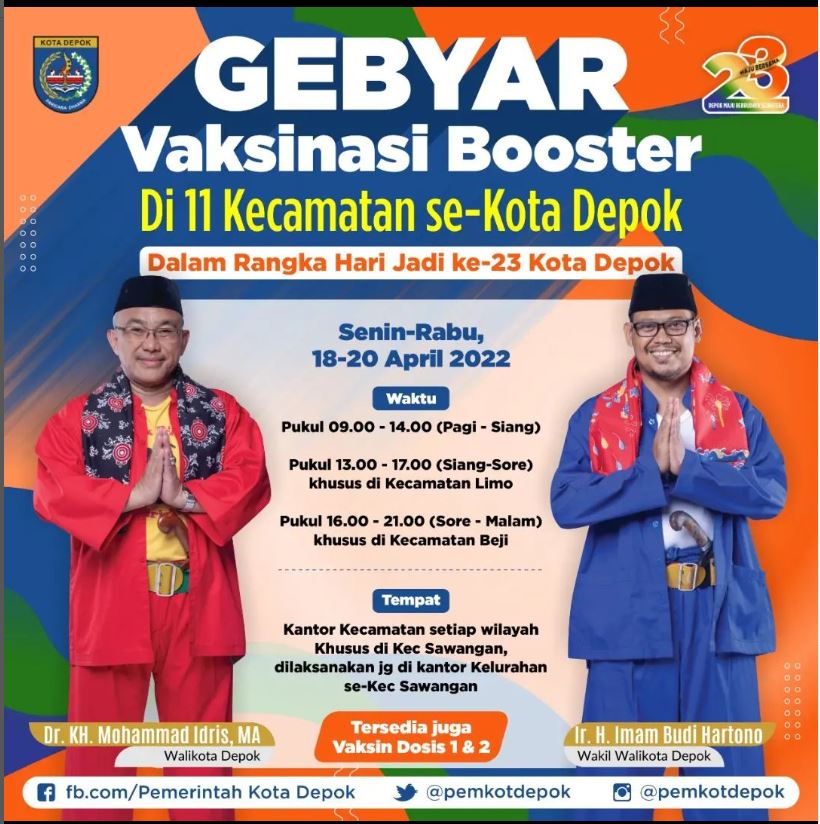 KOTA DEPOK
PARICARA DHARMA
GEBYAR
23
MAJU BERSAMA
Vaksinasi Booster
Di 11 Kecamatan se-Kota Depok
Dalam Rangka Hari Jadi ke-23 Kota Depok
Senin-Rabu,
18-20 April 2022
Waktu
Pukul 09.00 - 14.00 (Pagi - Siang)
Pukul 13.00 - 17.00 (Siang-Sore)
khusus di Kecamatan Limo
Pukul 16.00 - 21.00 (Sore - Malam)
khusus di Kecamatan Beji
Tempat
Kantor Kecamatan setiap wilayah
Khusus di Kec Sawangan,
dilaksanakan jg di kantor Kelurahan
se-Kec Sawangan
Dr. KH. Mohammad Idris, MA
Walikota Depok
Tersedia juga
Vaksin Dosis 1 & 2
Ir. H. Imam Budi Hartono
Wakil Walikota Depok
fb.com/Pemerintah Kota Depok
@pemkotdepok
@pemkotdepok